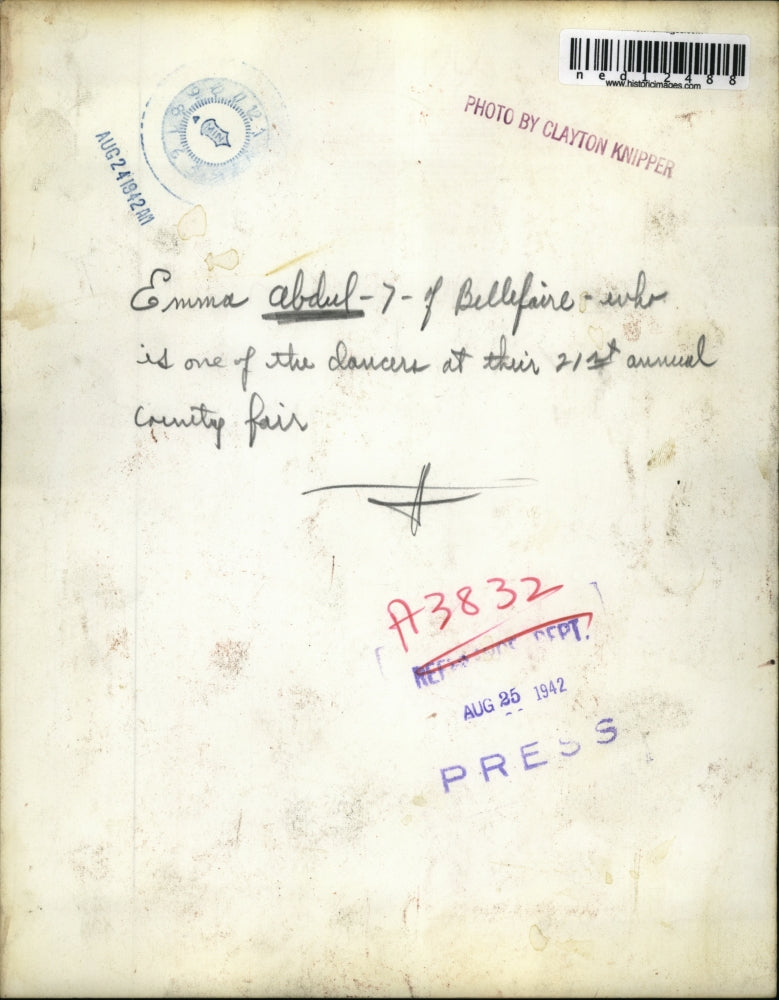 ned12488
www.historicimages.com
PHOTO BY CLAYTON KNIPPER
AUG 24 1942 AM
Emma Abdul - 7 - of Bellefaire - who
is one of the dancers at their 21st annual
County fair
A3832
DEPT.
AUG 25 1942
PRESS